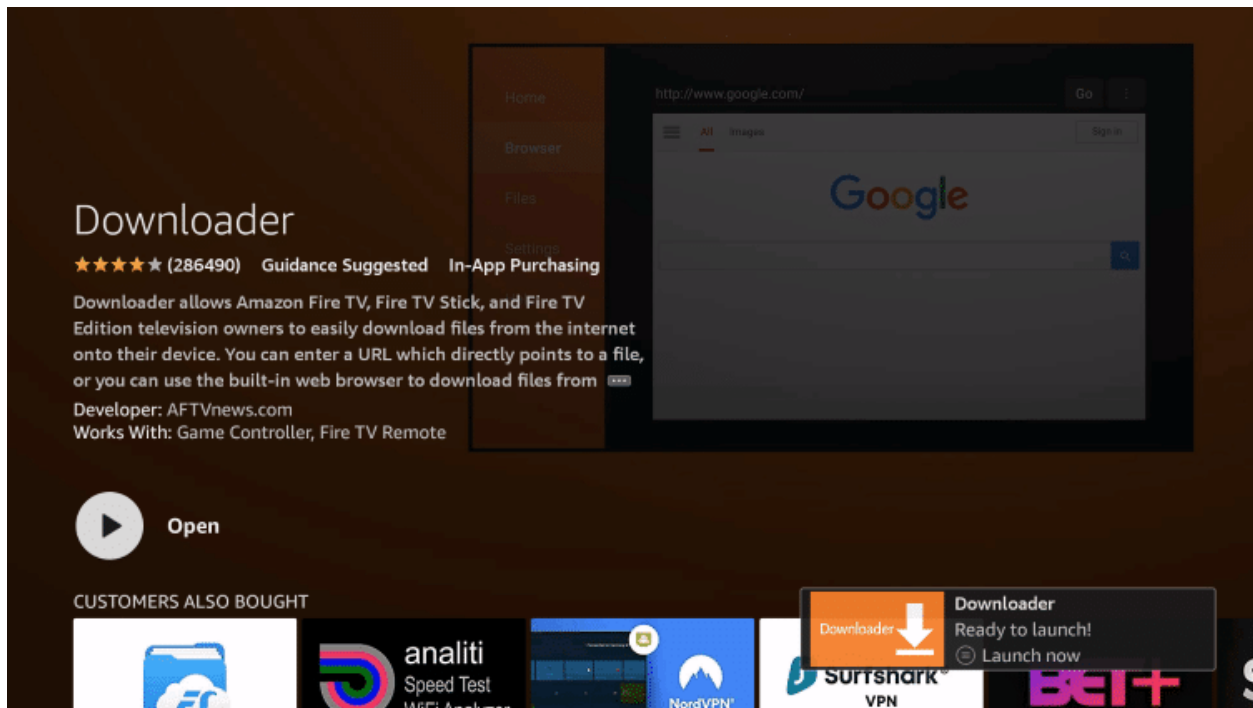 Home
http://www.google.com/
Go
All
Images
Sign in
Browser
Google
Files
Settings
Downloader
(286490) Guidance Suggested In-App Purchasing
Downloader allows Amazon Fire TV, Fire TV Stick, and Fire TV
Edition television owners to easily download files from the internet
onto their device. You can enter a URL which directly points to a file,
or you can use the built-in web browser to download files from
Developer: AFTVnews.com
Works With: Game Controller, Fire TV Remote
Open
CUSTOMERS ALSO BOUGHT
Downloader
Downloader
Ready to launch!
Launch now
analiti
Speed Test
WiFi Analyzer
NordVPN®
Surfshark®
VPN
BET+